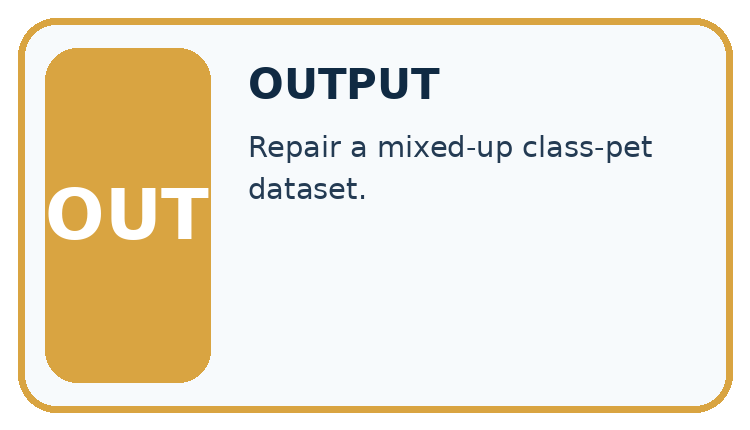 OUT
OUTPUT
Repair a mixed-up class-pet
dataset.